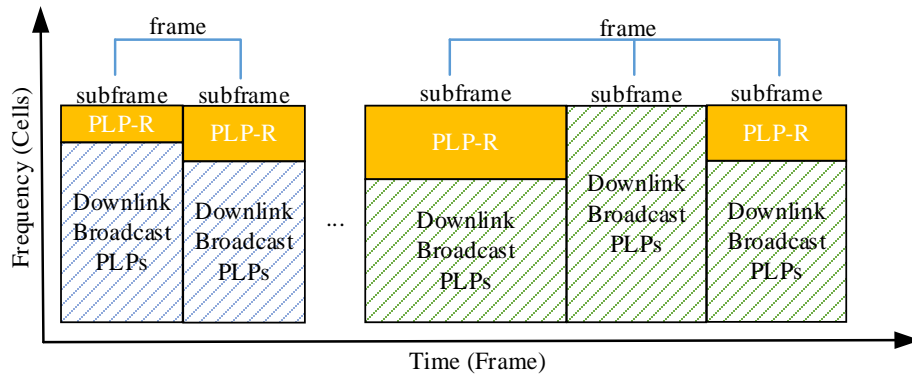 frame
frame
subframe
subframe
subframe
subframe
subframe
PLP-R
PLP-R
PLP-R
PLP-R
Downlink
Broadcast
PLPs
Downlink
Broadcast
PLPs
...
Downlink
Broadcast
PLPs
Downlink
Broadcast
PLPs
Downlink
Broadcast
PLPs
Frequency (Cells)
Time (Frame)